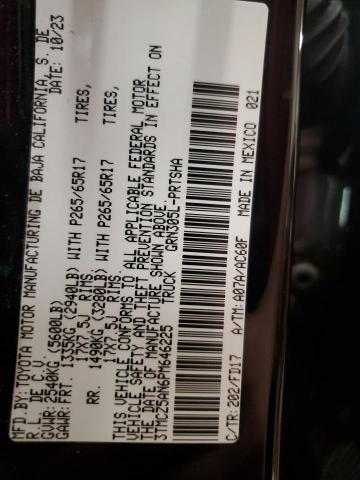 MFD.BY: TOYOTA MOTOR MANUFACTURING DE BAJA CALIFORNIA, S. DE
R.L. DE C.V. DATE: 10/23
GVWR: 2540KG (5600LB)
GAWR: FRT. 1335KG (2940LB) WITH P265/65R17 TIRES,
17X7.5J RIMS,
RR. 1490KG (3280LB) WITH P265/65R17 TIRES,
17X7.5J RIMS.
THIS VEHICLE CONFORMS TO ALL APPLICABLE FEDERAL MOTOR
VEHICLE SAFETY AND THEFT PREVENTION STANDARDS IN EFFECT ON
THE DATE OF MANUFACTURE SHOWN ABOVE.
3TMCZ5AN6PM646225 TRUCK GRN305L-PRTSHA
C/TR: 202/FD17 A/TM: A07A/AC60F MADE IN MEXICO 021